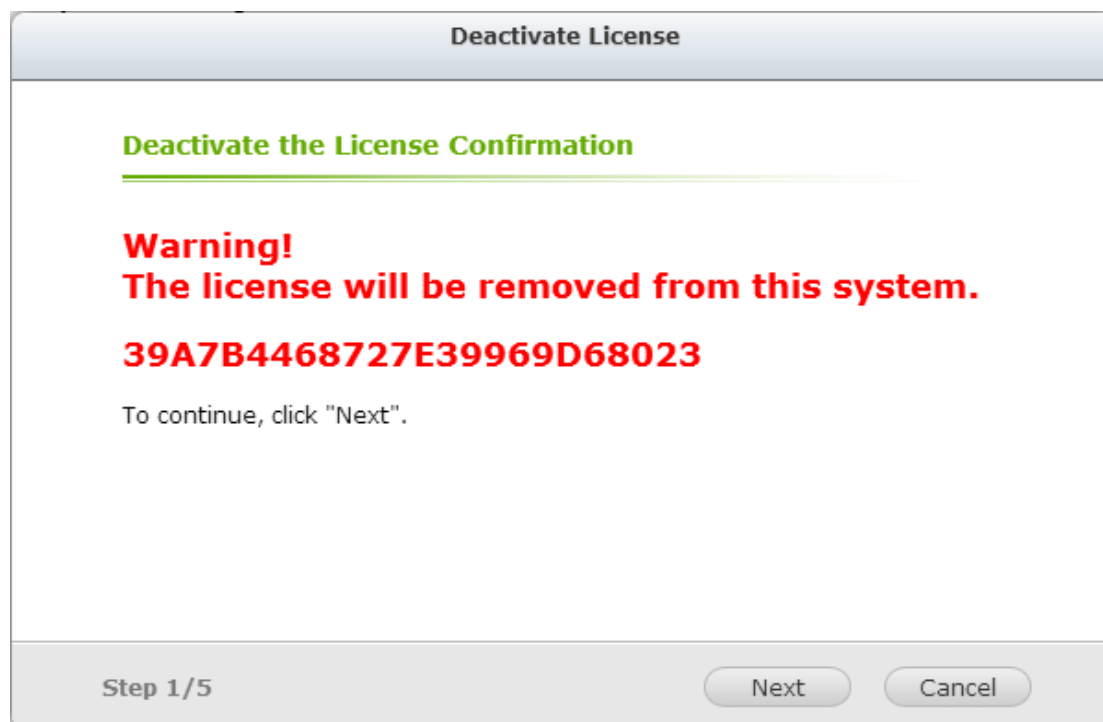 Deactivate License
Deactivate the License Confirmation
Warning!
The license will be removed from this system.
39A7B4468727E39969D68023
To continue, click "Next".
Step 1/5
Next
Cancel